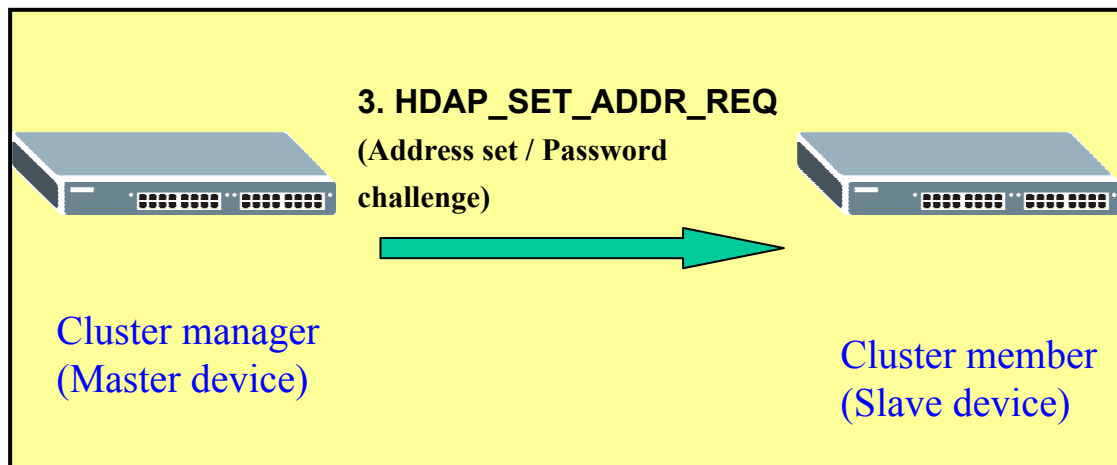 3. HDAP_SET_ADDR_REQ
(Address set / Password
challenge)
Cluster manager
(Master device)
Cluster member
(Slave device)